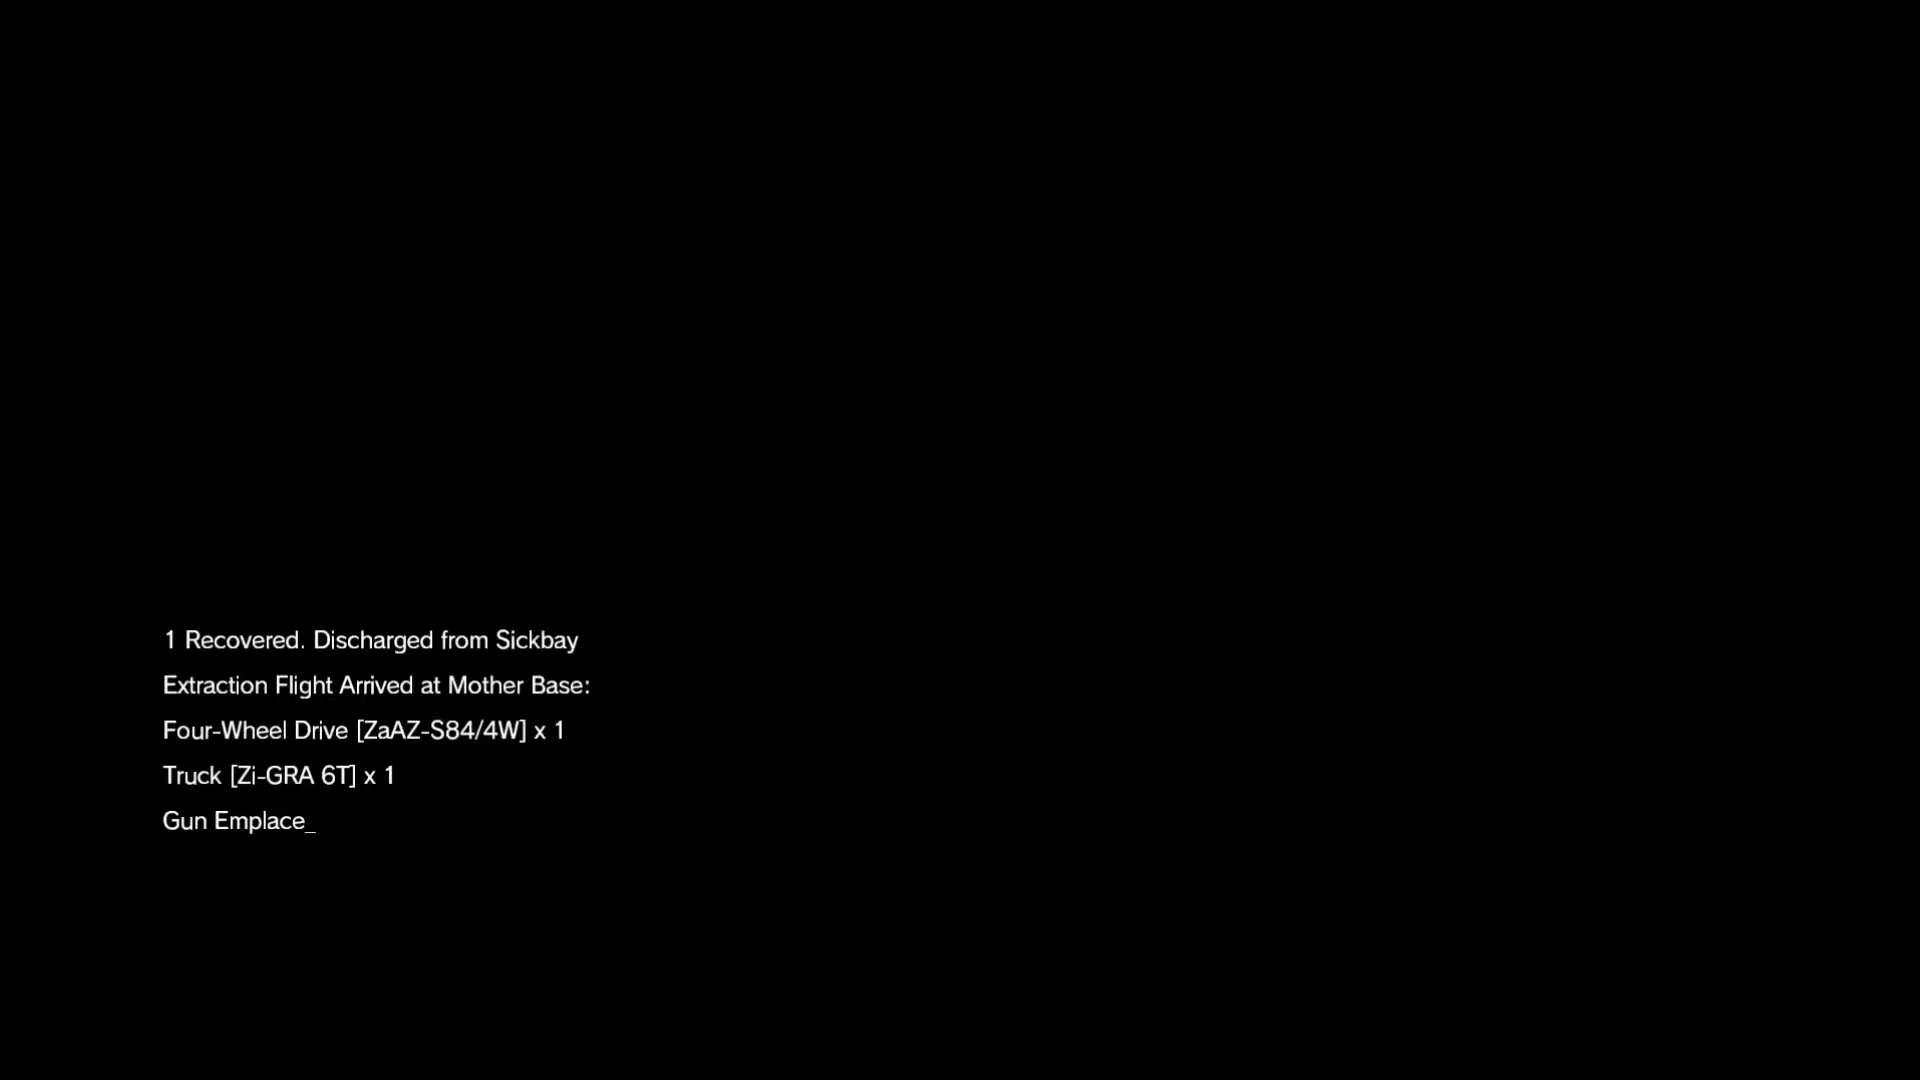 1 Recovered. Discharged from Sickbay
Extraction Flight Arrived at Mother Base:
Four-Wheel Drive [ZaAZ-S84/4W] x 1
Truck [Zi-GRA 6T] x 1
Gun Emplace_